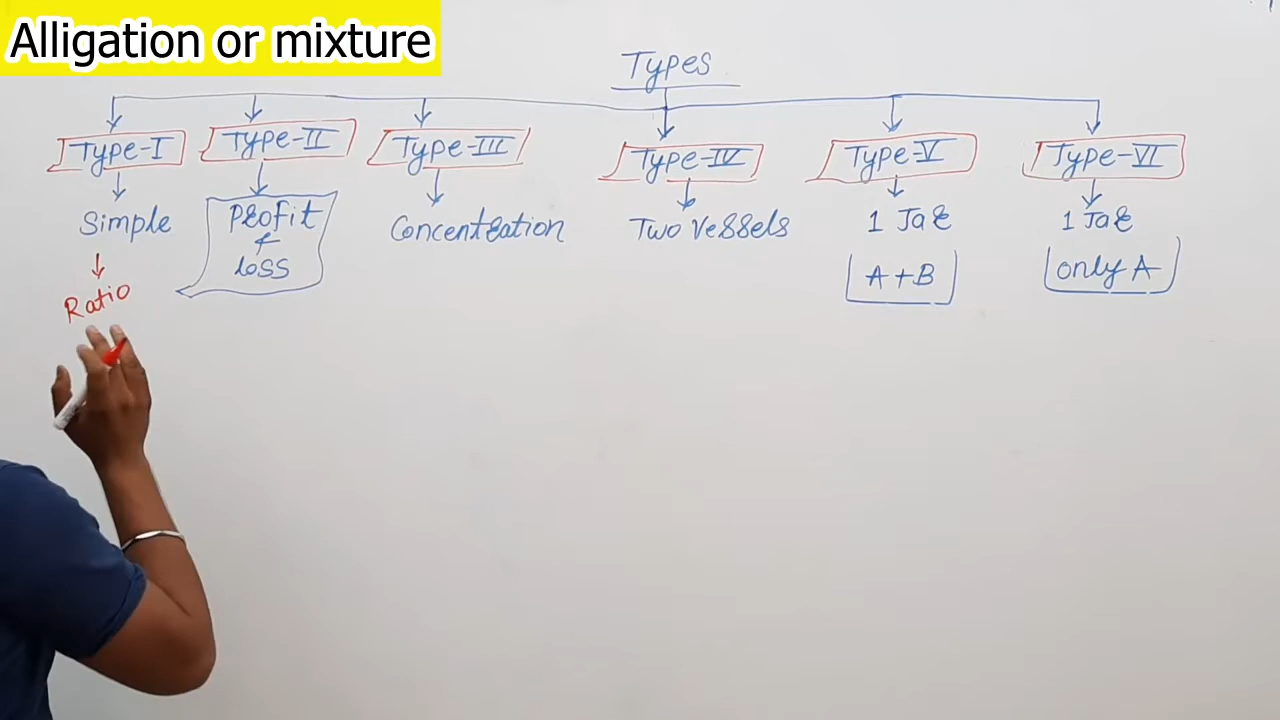 Alligation or mixture
Types
Type-I Type-II Type-III Type-IV Type-V Type-VI
Simple Profit Concentration Two Vessels 1 Jar 1 Jar
&
loss A+B only A
Ratio